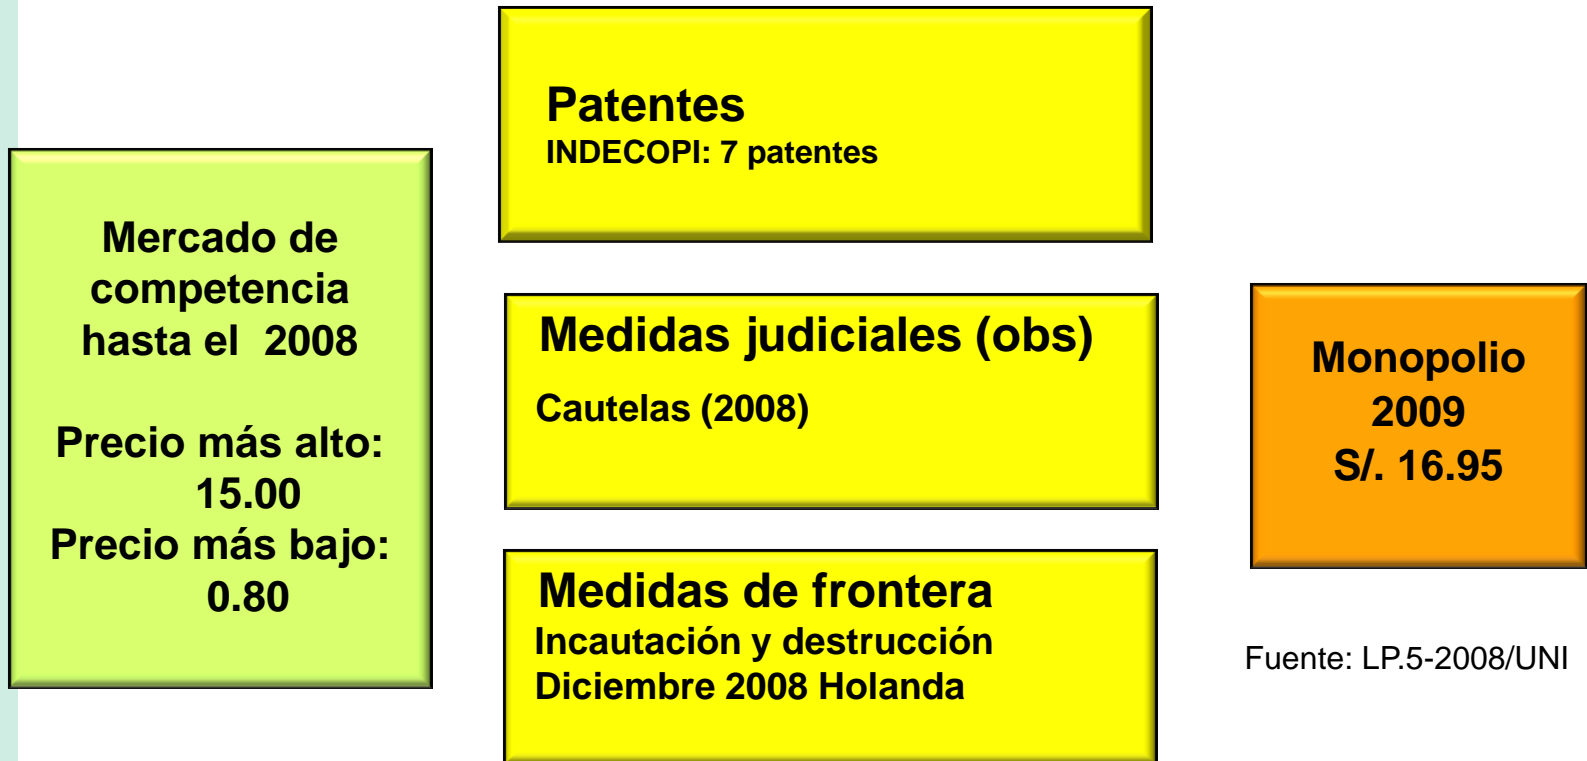 Mercado de
competencia
hasta el 2008
Precio más alto:
15.00
Precio más bajo:
0.80
Patentes
INDECOPI: 7 patentes
Medidas judiciales (obs)
Cautelas (2008)
Medidas de frontera
Incautación y destrucción
Diciembre 2008 Holanda
Monopolio
2009
S/. 16.95
Fuente: LP.5-2008/UNI